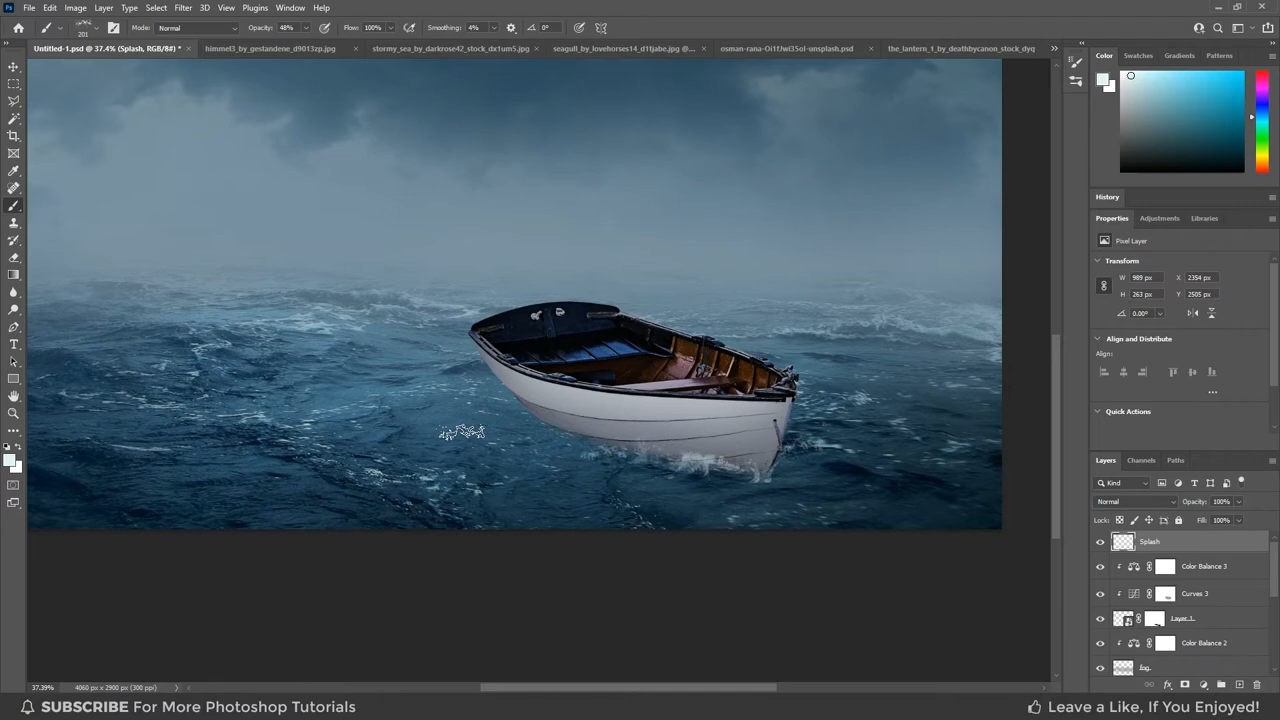 Ps File Edit Image Layer Type Select Filter 3D View Plugins Window Help
201 Mode: Normal Opacity: 48% Flow: 100% Smoothing: 4% 0°
Untitled-1.psd @ 37.4% (Splash, RGB/8#) * himmel3_by_gestandene_d9013zp.jpg stormy_sea_by_darkrose42_stock_dx1um5.jpg seagull_by_lovehorses14_d1fjabe.jpg @... osman-rana-Oi1fJwi35oI-unsplash.psd the_lantern_1_by_deathbycanon_stock_dyq
Color Swatches Gradients Patterns
History
Properties Adjustments Libraries
Pixel Layer
Transform
W 989 px X 2354 px
H 263 px Y 2505 px
0.00°
Align and Distribute
Align:
Quick Actions
Layers Channels Paths
Kind
Normal Opacity: 100%
Lock: Fill: 100%
Splash
Color Balance 3
Curves 3
Layer 1
Color Balance 2
fog
37.39% 4060 px x 2900 px (300 ppi)
SUBSCRIBE For More Photoshop Tutorials Leave a Like, If You Enjoyed!